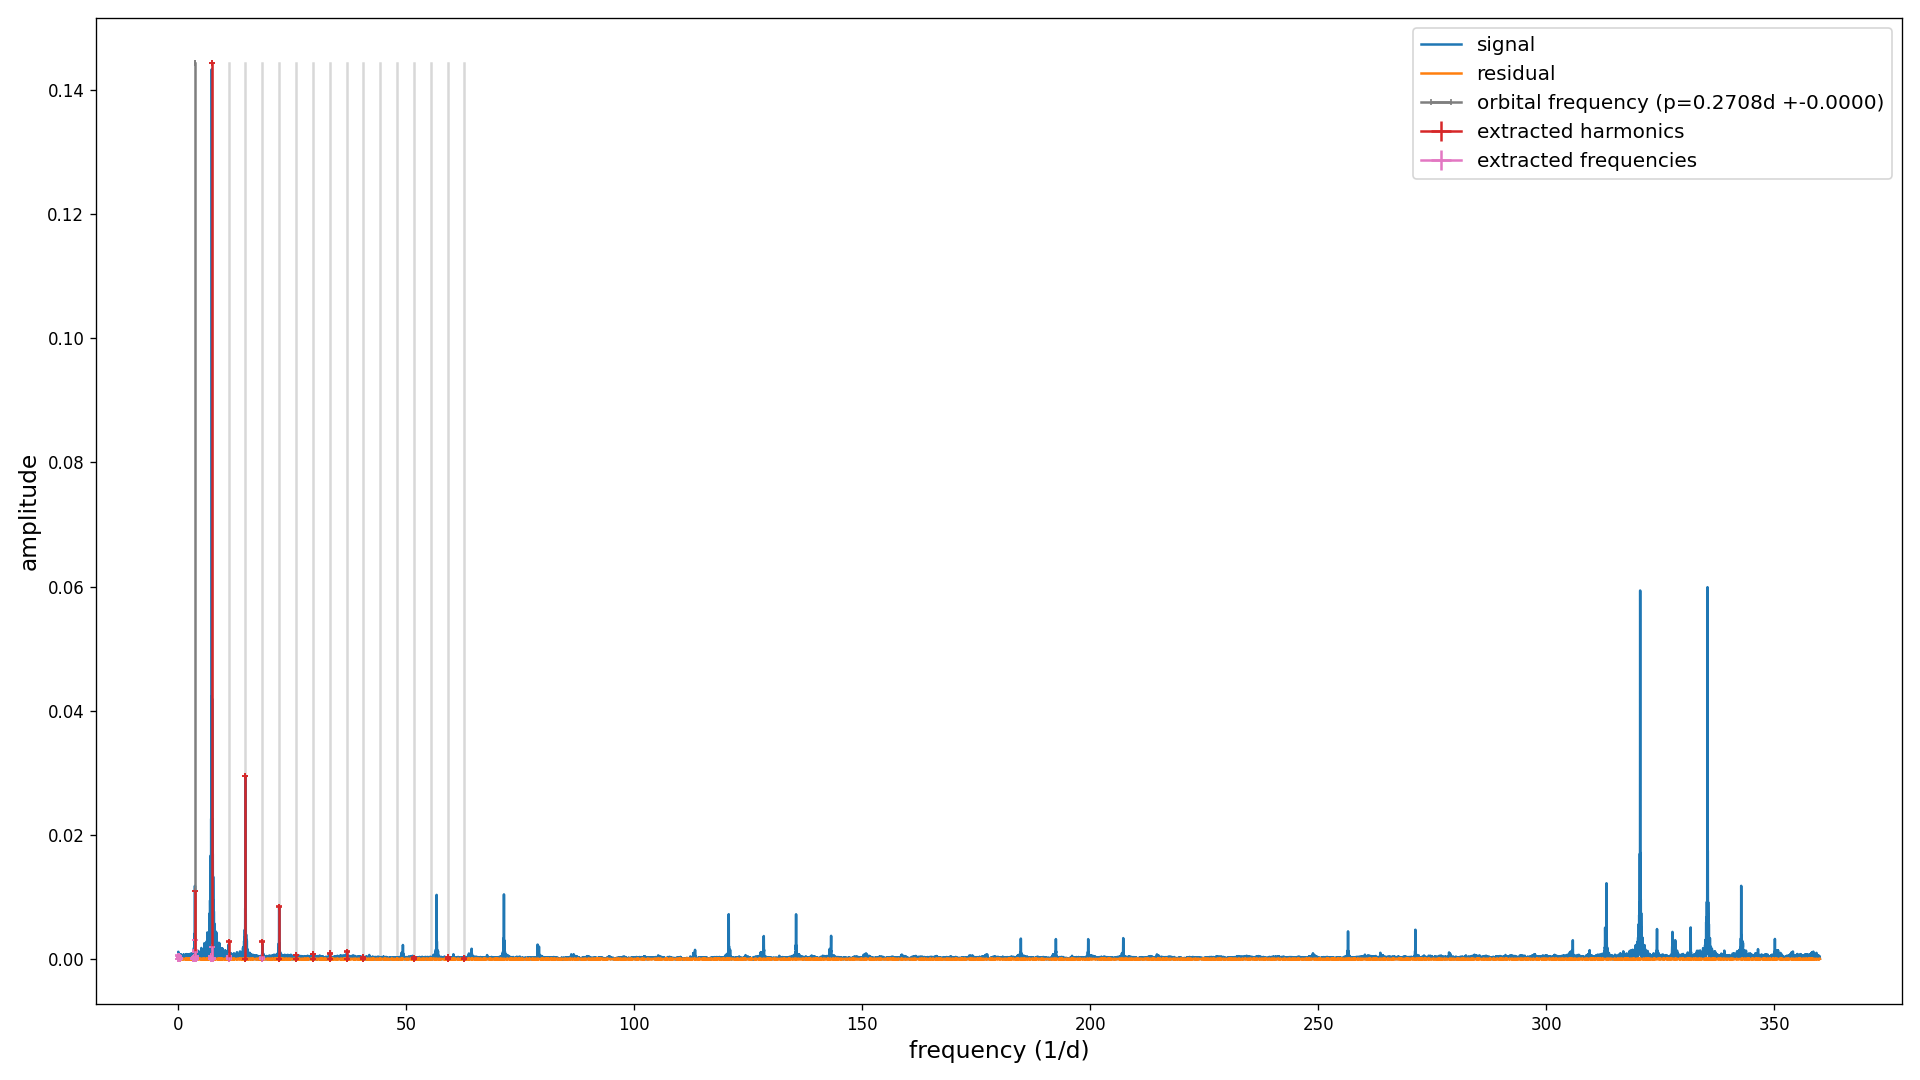 signal
residual
orbital frequency (p=0.2708d +-0.0000)
extracted harmonics
extracted frequencies
0.14
0.12
0.10
0.08
0.06
0.04
0.02
0.00
amplitude
0 50 100 150 200 250 300 350
frequency (1/d)